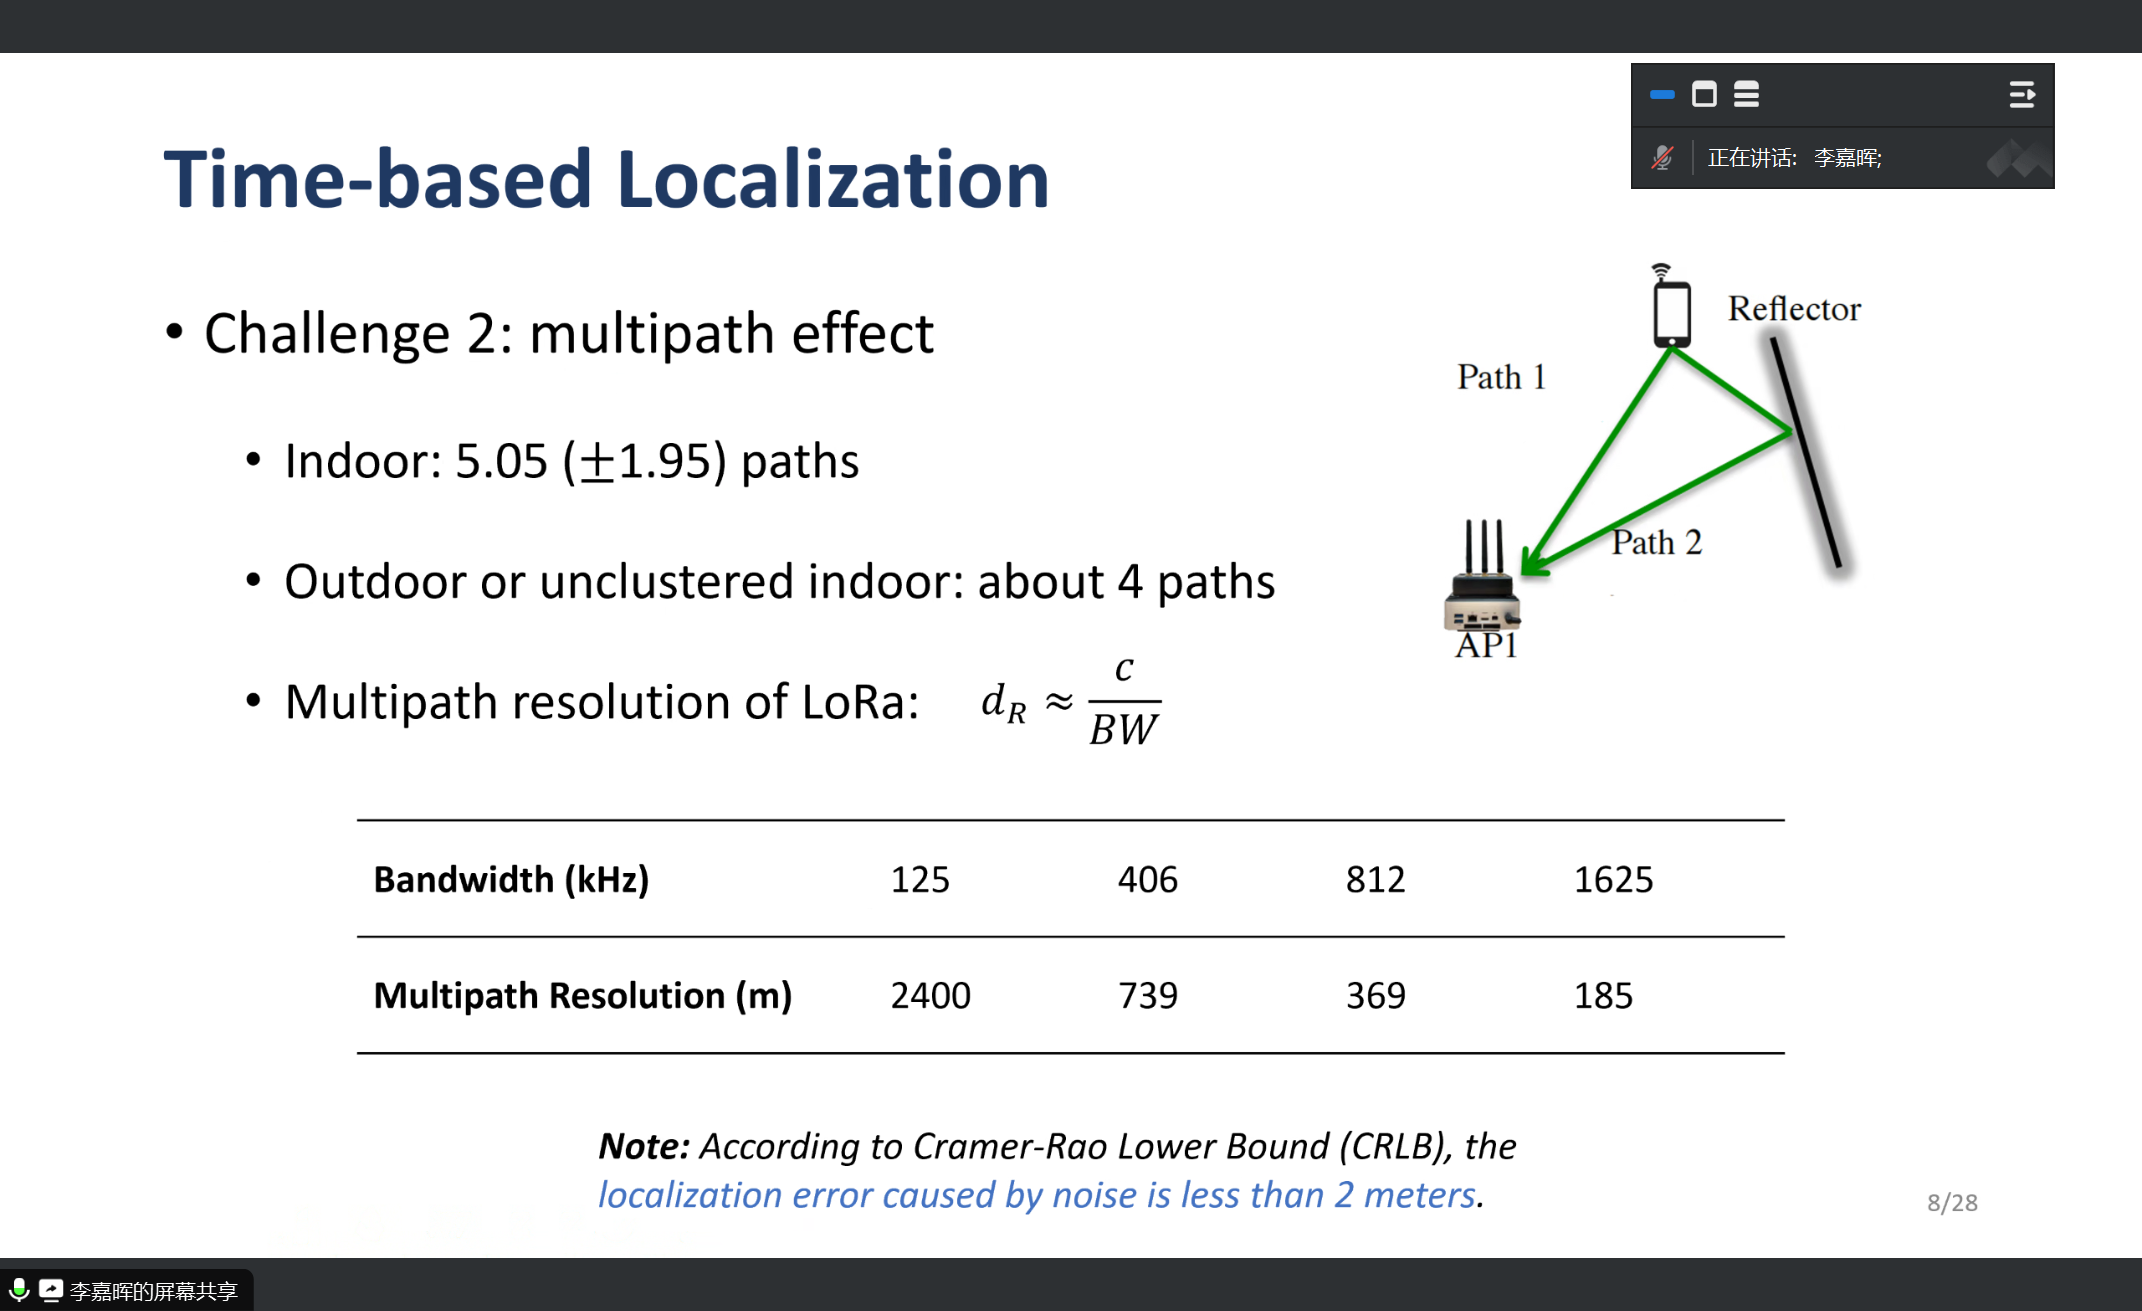 正在讲话: 李嘉晖;
Time-based Localization
• Challenge 2: multipath effect
• Indoor: 5.05 (±1.95) paths
• Outdoor or unclustered indoor: about 4 paths
• Multipath resolution of LoRa: d_R ≈ c/BW
Reflector
Path 1
Path 2
AP1
Bandwidth (kHz) 125 406 812 1625
Multipath Resolution (m) 2400 739 369 185
Note: According to Cramer-Rao Lower Bound (CRLB), the
localization error caused by noise is less than 2 meters.
8/28
李嘉晖的屏幕共享